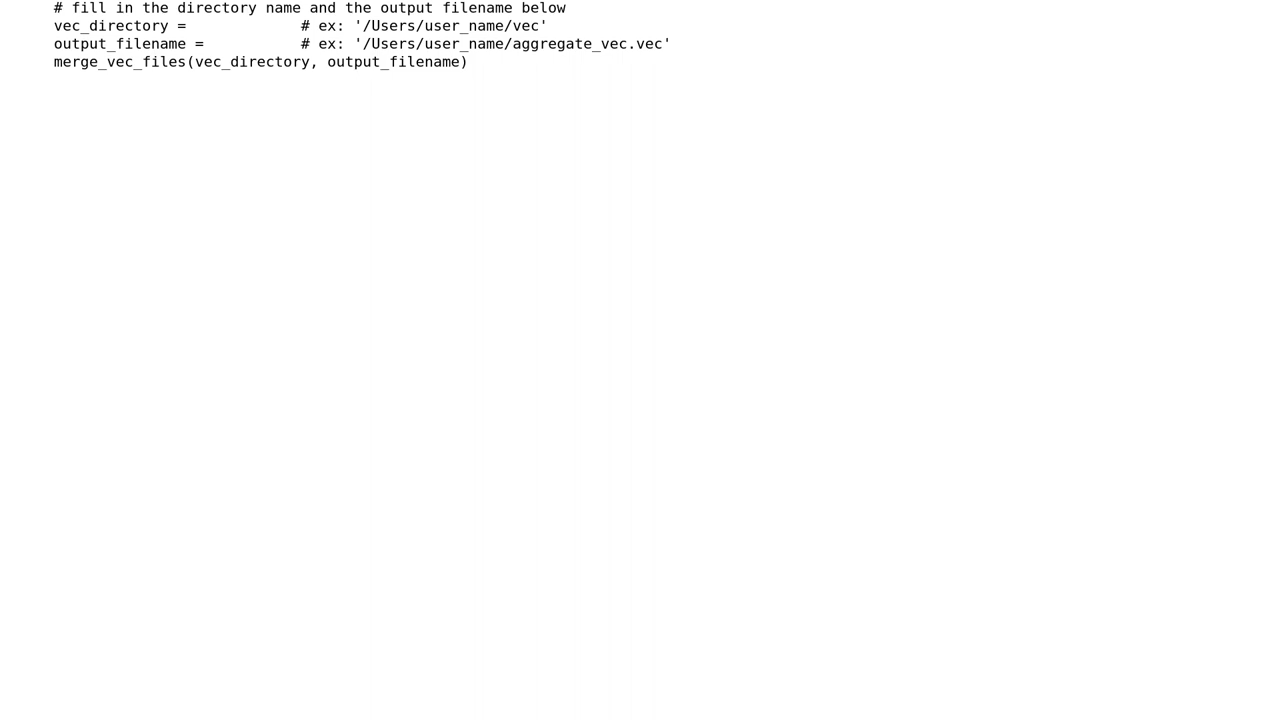 # fill in the directory name and the output filename below
vec_directory =             # ex: '/Users/user_name/vec'
output_filename =           # ex: '/Users/user_name/aggregate_vec.vec'
merge_vec_files(vec_directory, output_filename)